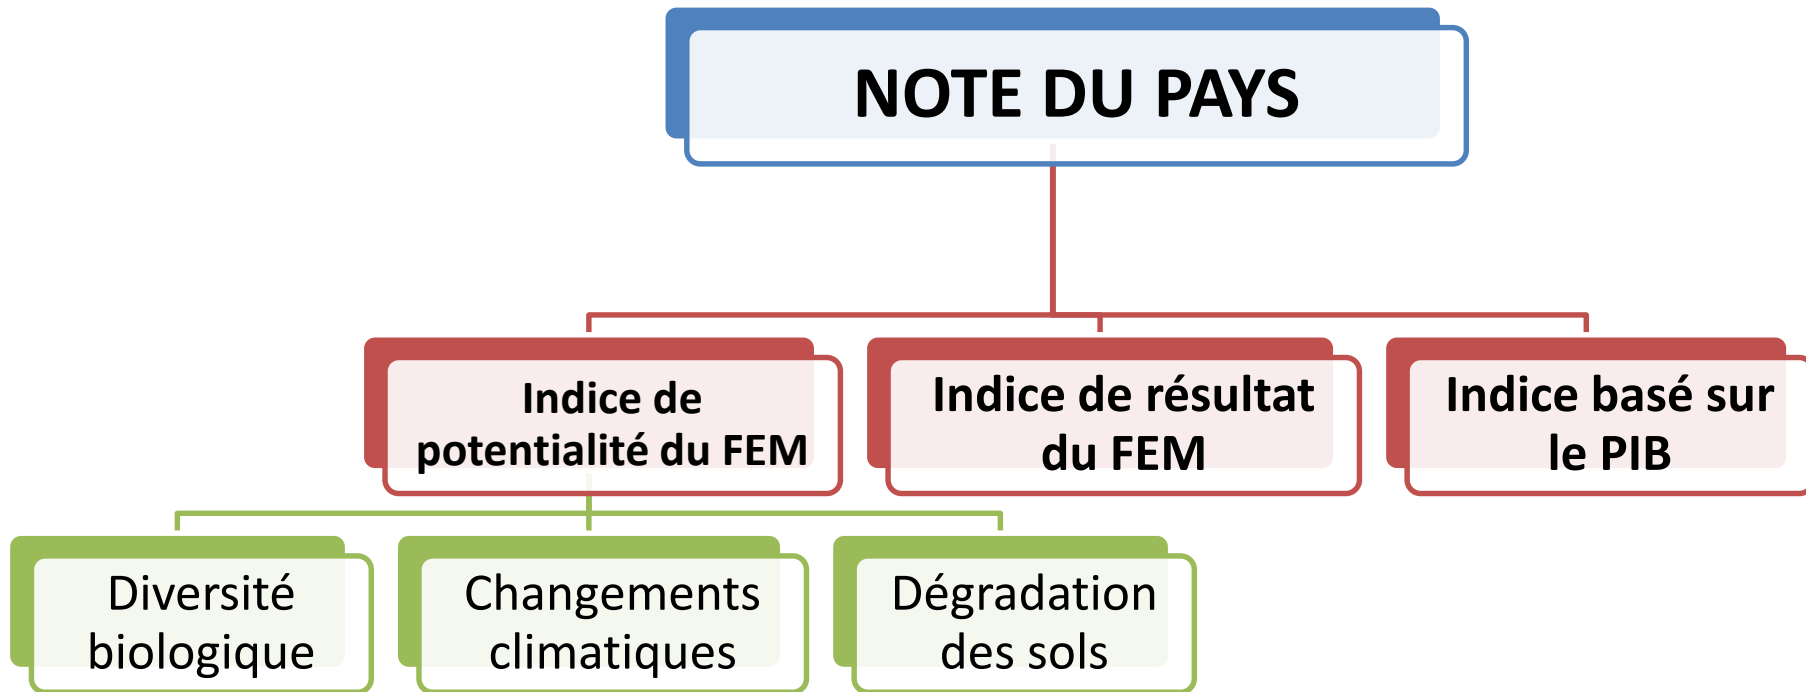 NOTE DU PAYS
Indice de
potentialité du FEM
Indice de résultat
du FEM
Indice basé sur
le PIB
Diversité
biologique
Changements
climatiques
Dégradation
des sols